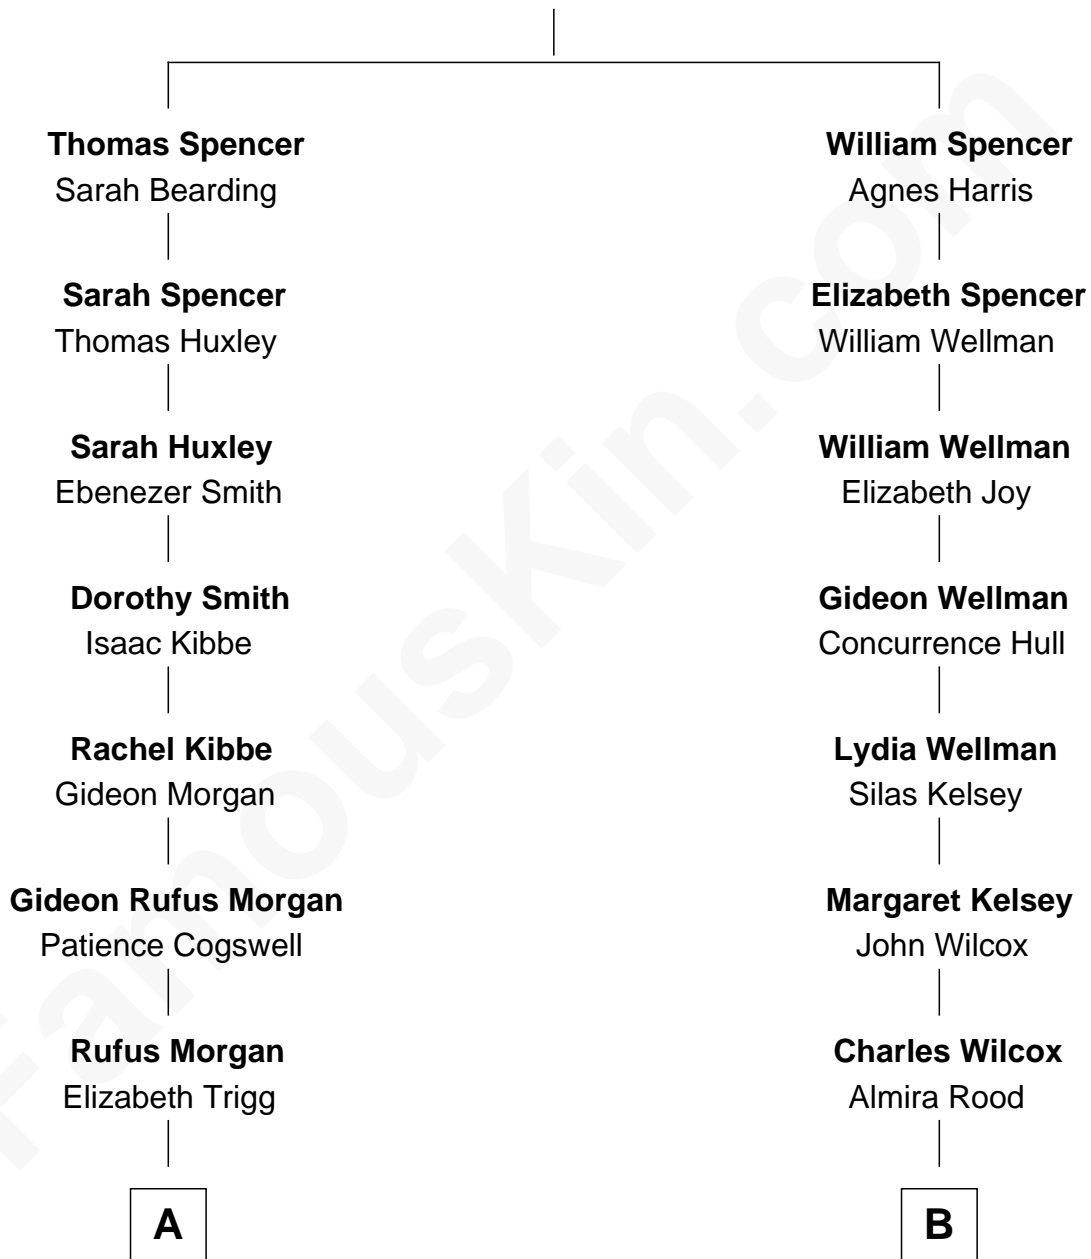 Thomas Spencer
Sarah Bearding
Sarah Spencer
Thomas Huxley
Sarah Huxley
Ebenezer Smith
Dorothy Smith
Isaac Kibbe
Rachel Kibbe
Gideon Morgan
Gideon Rufus Morgan
Patience Cogswell
Rufus Morgan
Elizabeth Trigg
A
William Spencer
Agnes Harris
Elizabeth Spencer
William Wellman
William Wellman
Elizabeth Joy
Gideon Wellman
Concurrence Hull
Lydia Wellman
Silas Kelsey
Margaret Kelsey
John Wilcox
Charles Wilcox
Almira Rood
B
FamousKin.com